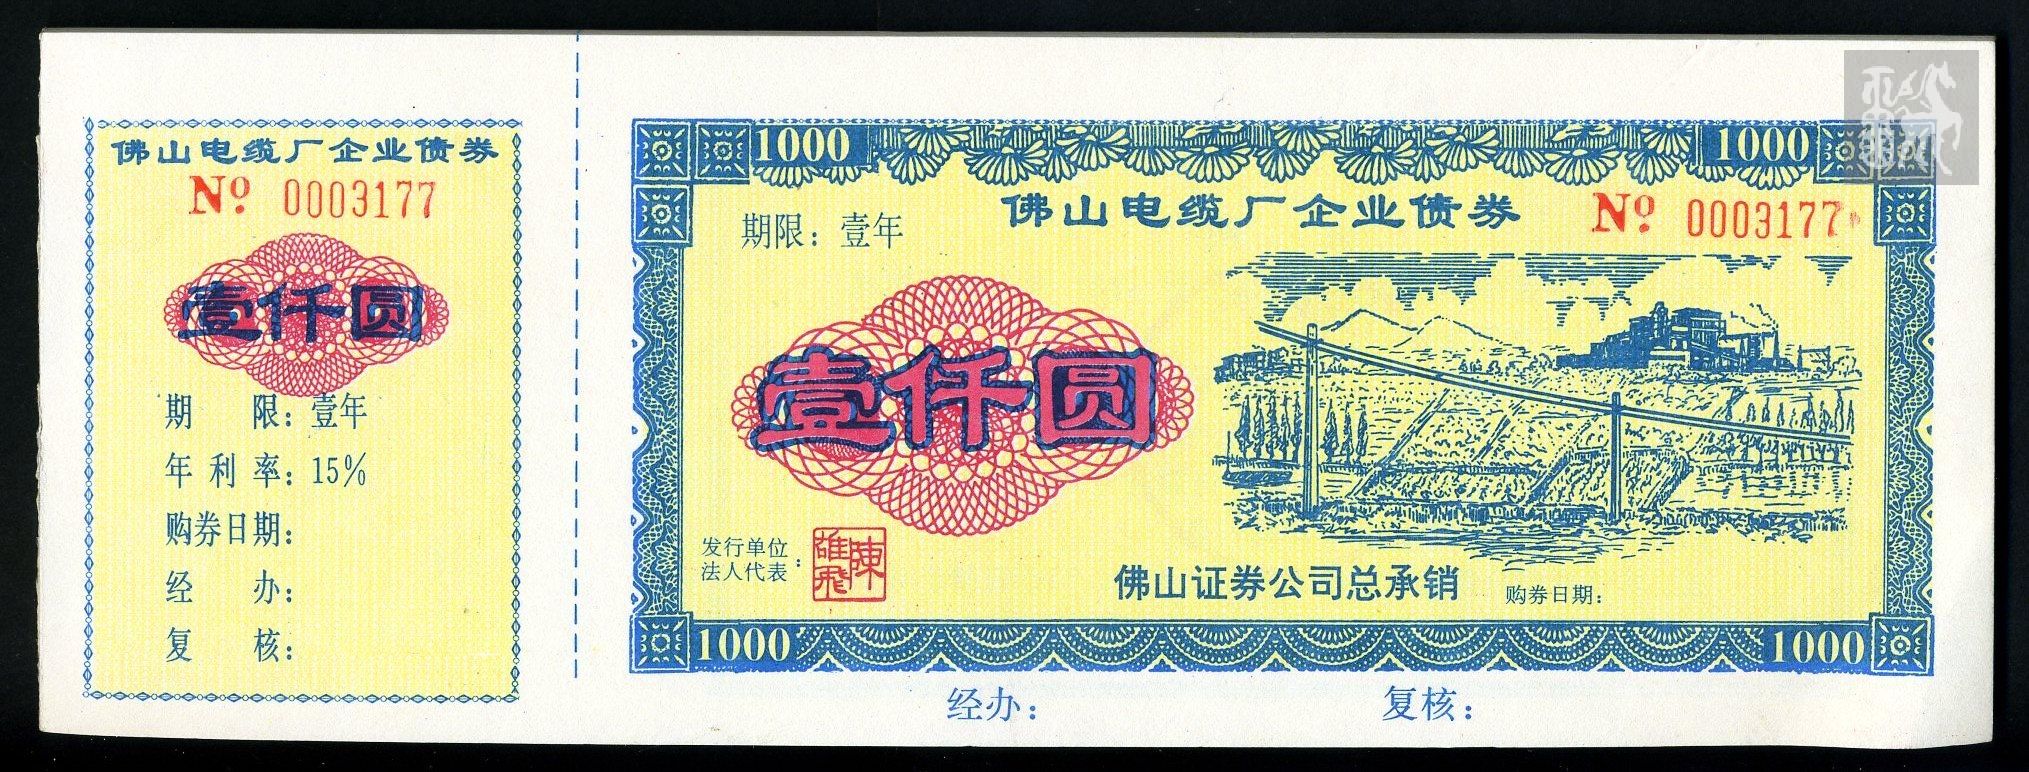 佛山电缆厂企业债券
Nº 0003177
壹仟圆
期 限：壹年
年利率：15%
购券日期：
经 办：
复 核：
1000 1000
佛山电缆厂企业债券
期限：壹年
Nº 0003177
壹仟圆
发行单位
法人代表：
陳雄飛
佛山证券公司总承销
购券日期：
1000 1000
经办： 复核：